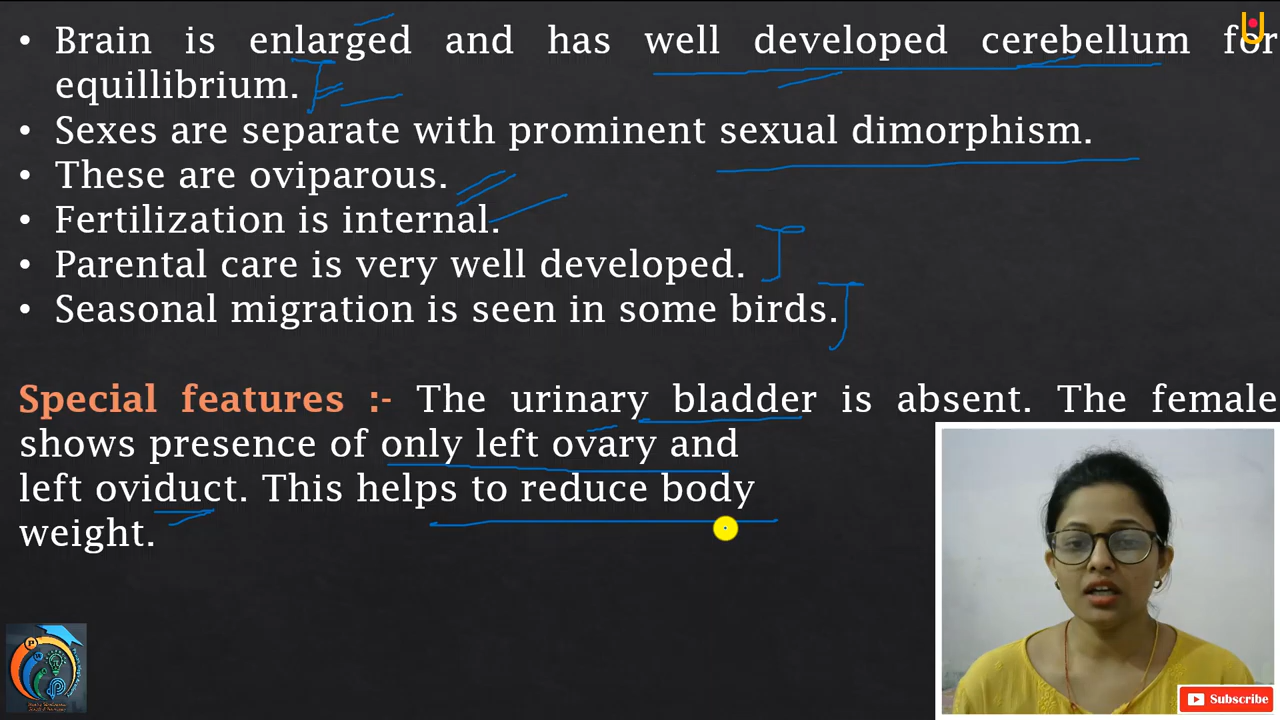 • Brain is enlarged and has well developed cerebellum for
equillibrium.
• Sexes are separate with prominent sexual dimorphism.
• These are oviparous.
• Fertilization is internal.
• Parental care is very well developed.
• Seasonal migration is seen in some birds.
Special features :- The urinary bladder is absent. The female
shows presence of only left ovary and
left oviduct. This helps to reduce body
weight.
Subscribe